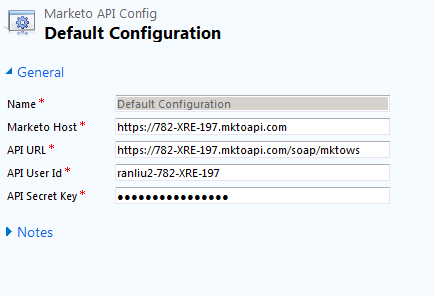 Marketo API Config
Default Configuration
General
Name * Default Configuration
Marketo Host * https://782-XRE-197.mktoapi.com
API URL * https://782-XRE-197.mktoapi.com/soap/mktows
API User Id * ranliu2-782-XRE-197
API Secret Key * ●●●●●●●●●●●●●●●●
Notes